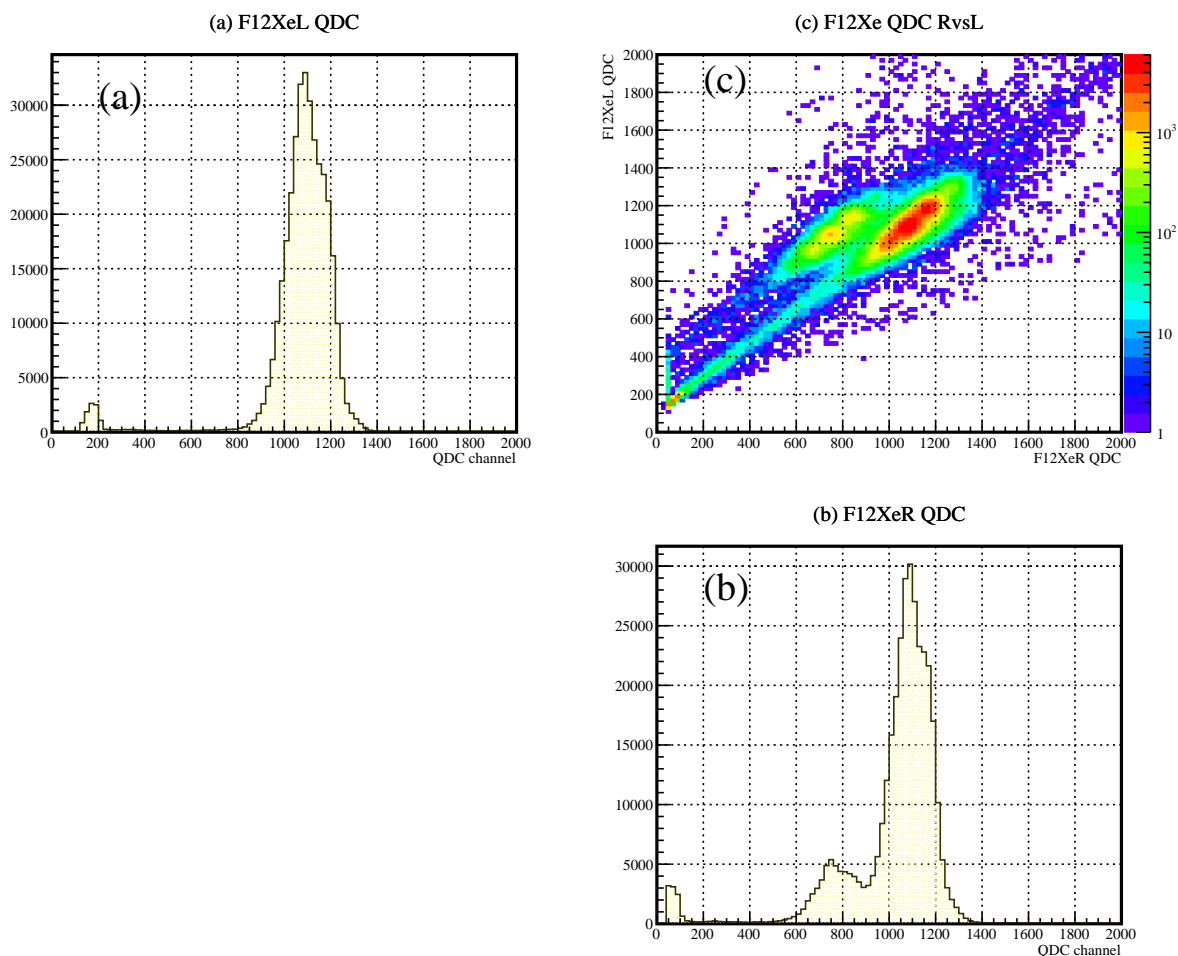 (a) F12XeL QDC
(a)
30000
25000
20000
15000
10000
5000
0
0 200 400 600 800 1000 1200 1400 1600 1800 2000
QDC channel
(c) F12Xe QDC RvsL
(c)
F12XeL QDC
2000
1800
1600
1400
1200
1000
800
600
400
200
0
0 200 400 600 800 1000 1200 1400 1600 1800 2000
F12XeR QDC
10³
10²
10
1
(b) F12XeR QDC
(b)
30000
25000
20000
15000
10000
5000
0
0 200 400 600 800 1000 1200 1400 1600 1800 2000
QDC channel